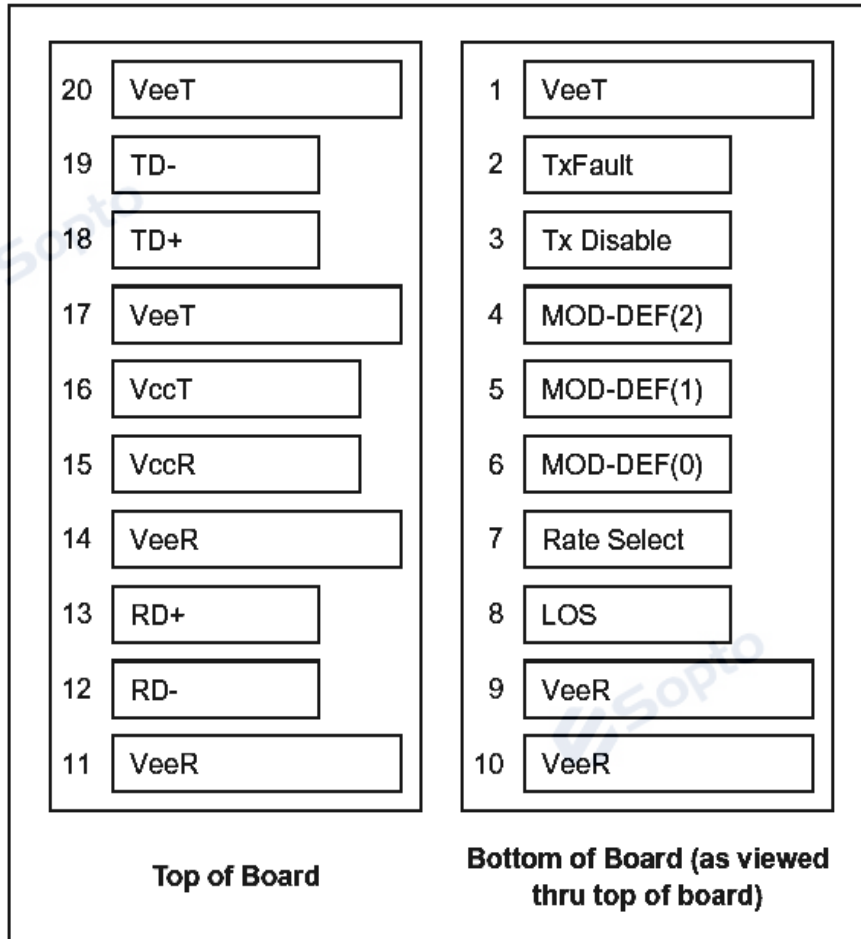 20 VeeT
19 TD-
18 TD+
17 VeeT
16 VccT
15 VccR
14 VeeR
13 RD+
12 RD-
11 VeeR
Top of Board
1 VeeT
2 TxFault
3 Tx Disable
4 MOD-DEF(2)
5 MOD-DEF(1)
6 MOD-DEF(0)
7 Rate Select
8 LOS
9 VeeR
10 VeeR
Bottom of Board (as viewed
thru top of board)
Sopto
Sopto